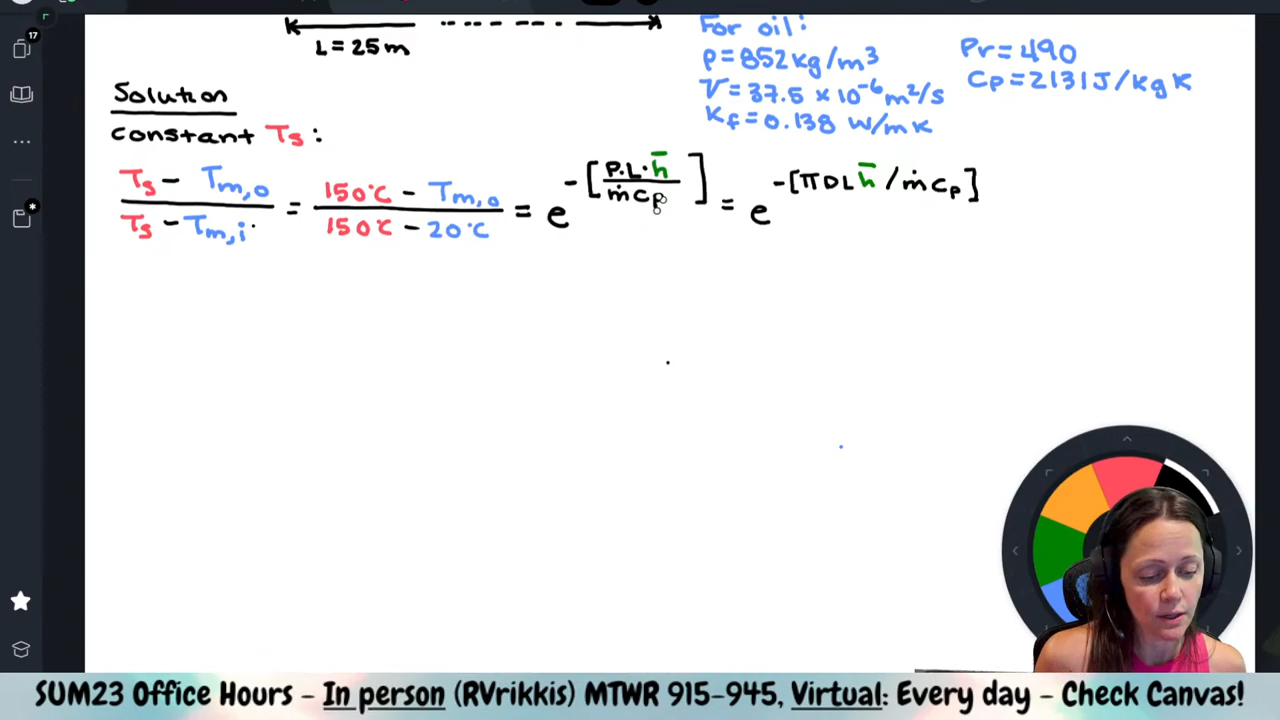 17
L = 25 m
For oil:
ρ = 852 kg/m³
ν = 37.5 × 10⁻⁶ m²/s
Kf = 0.138 W/mK
Pr = 490
Cp = 2131 J/kg K
Solution
constant Ts:
(Ts − Tm,o)/(Ts − Tm,i) = (150°C − Tm,o)/(150°C − 20°C) = e^−[P·L·h̄/ṁcp] = e^−[πDLh̄/ṁcp]
SUM23 Office Hours - In person (RVrikkis) MTWR 915-945, Virtual: Every day - Check Canvas!